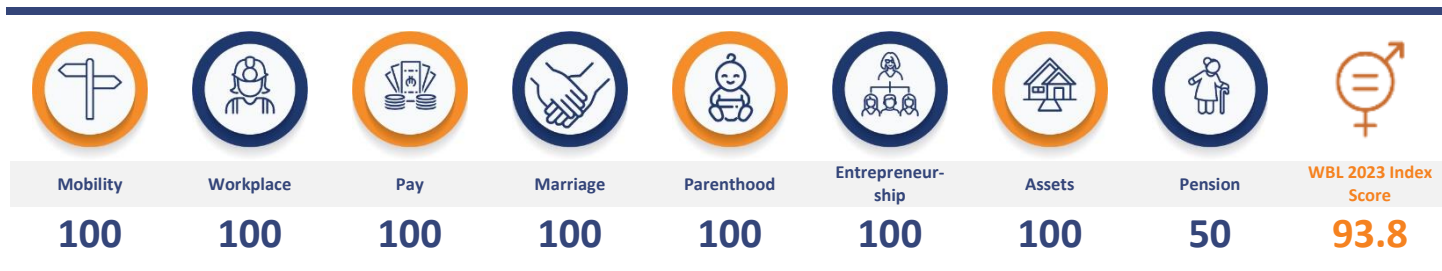 Mobility
Workplace
Pay
Marriage
Parenthood
Entrepreneur-
ship
Assets
Pension
WBL 2023 Index
Score
100
100
100
100
100
100
100
50
93.8